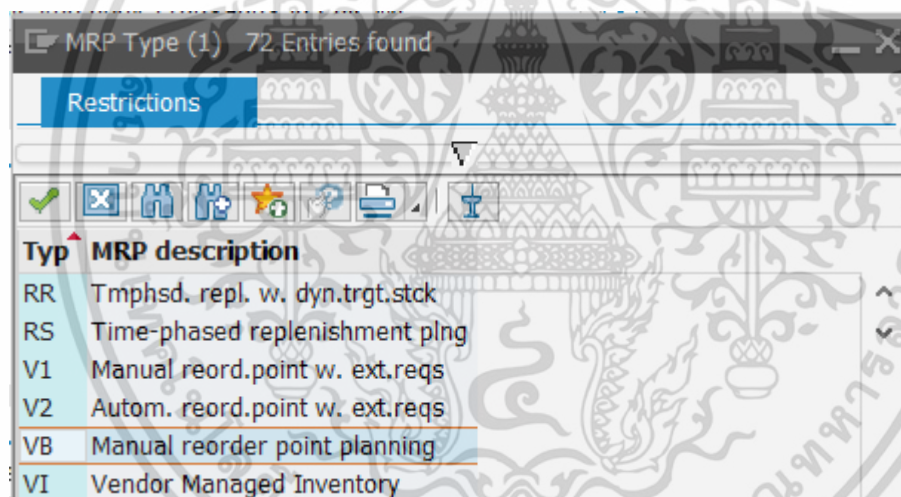 MRP Type (1) 72 Entries found
Restrictions
Typ MRP description
RR Tmphsd. repl. w. dyn.trgt.stck
RS Time-phased replenishment plng
V1 Manual reord.point w. ext.reqs
V2 Autom. reord.point w. ext.reqs
VB Manual reorder point planning
VI Vendor Managed Inventory